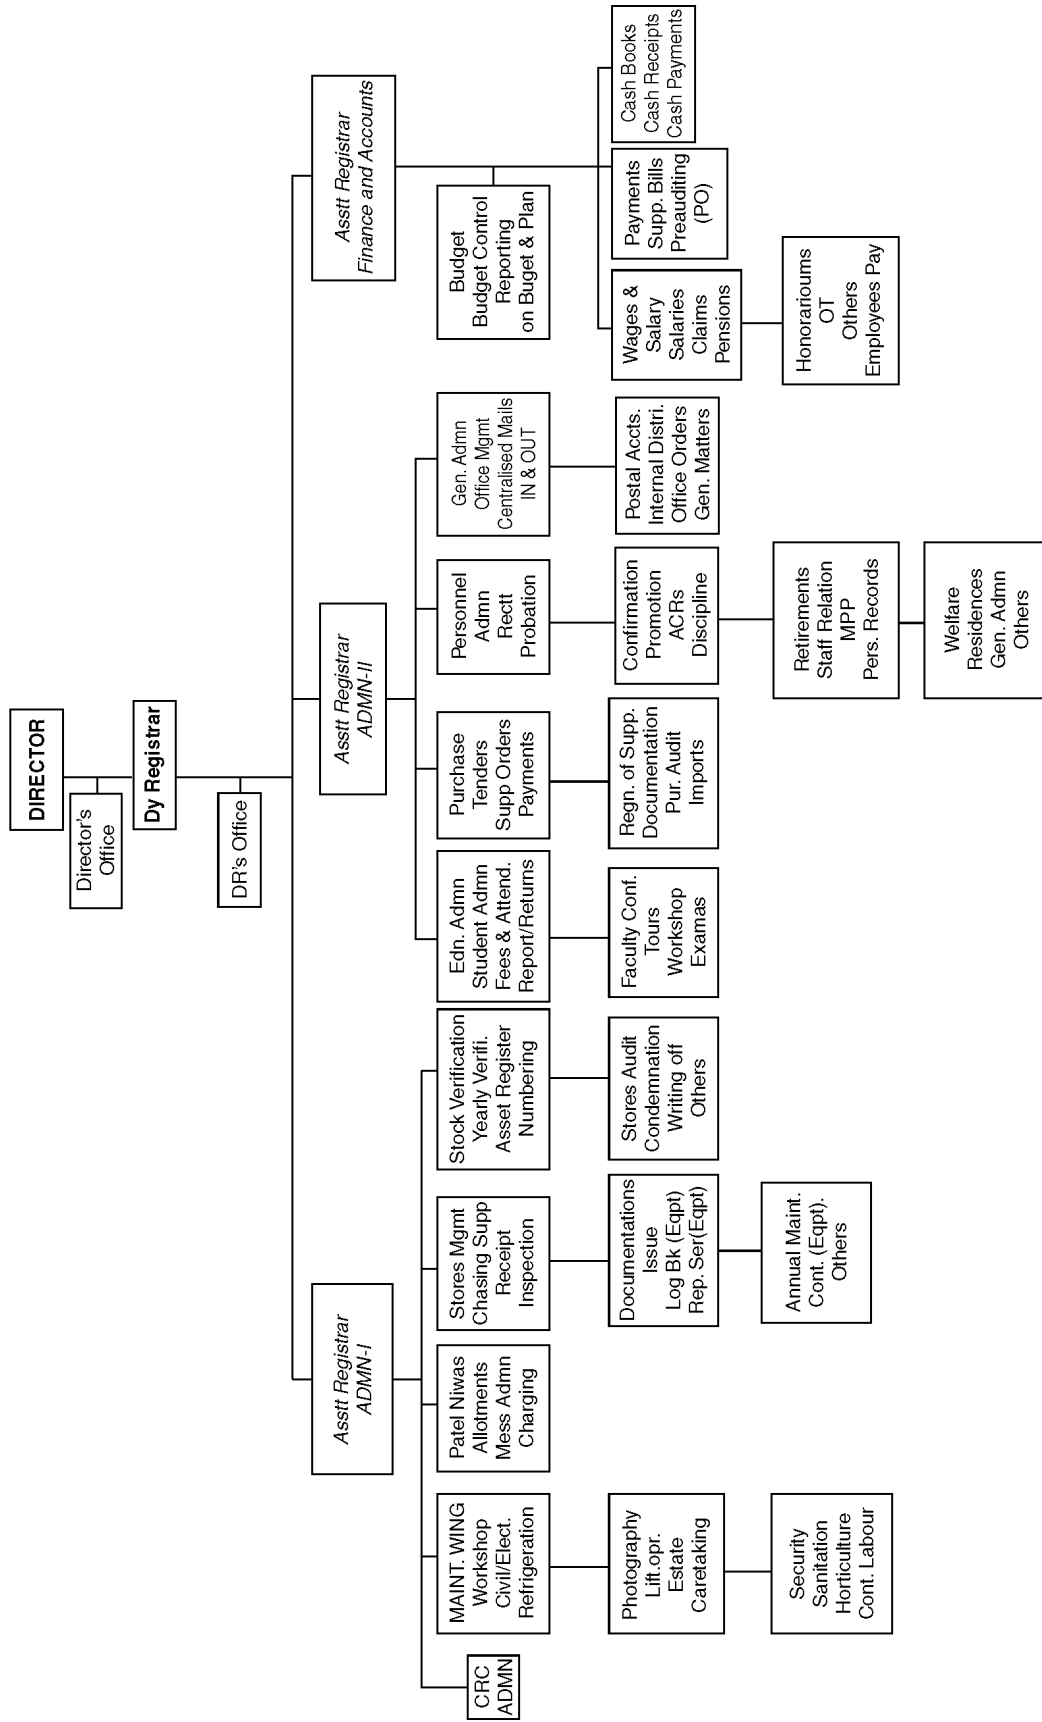 DIRECTOR
Director's
Office
Dy Registrar
DR's Office
Asstt Registrar
ADMN-I
Asstt Registrar
ADMN-II
Asstt Registrar
Finance and Accounts
CRC
ADMN
MAINT. WING
Workshop
Civil/Elect.
Refrigeration
Patel Niwas
Allotments
Mess Admn
Charging
Stores Mgmt
Chasing Supp
Receipt
Inspection
Stock Verification
Yearly Verifi.
Asset Register
Numbering
Edn. Admn
Student Admn
Fees & Attend.
Report/Returns
Purchase
Tenders
Supp Orders
Payments
Personnel
Admn
Rectt
Probation
Gen. Admn
Office Mgmt
Centralised Mails
IN & OUT
Budget
Budget Control
Reporting
on Buget & Plan
Photography
Lift.opr.
Estate
Caretaking
Documentations
Issue
Log Bk (Eqpt)
Rep. Ser(Eqpt)
Stores Audit
Condemnation
Writing off
Others
Faculty Conf.
Tours
Workshop
Examas
Regn. of Supp.
Documentation
Pur. Audit
Imports
Confirmation
Promotion
ACRs
Discipline
Postal Accts.
Internal Distri.
Office Orders
Gen. Matters
Wages &
Salary
Salaries
Claims
Pensions
Payments
Supp. Bills
Preauditing
(PO)
Cash Books
Cash Receipts
Cash Payments
Security
Sanitation
Horticulture
Cont. Labour
Annual Maint.
Cont. (Eqpt).
Others
Retirements
Staff Relation
MPP
Pers. Records
Honorarioums
OT
Others
Employees Pay
Welfare
Residences
Gen. Admn
Others